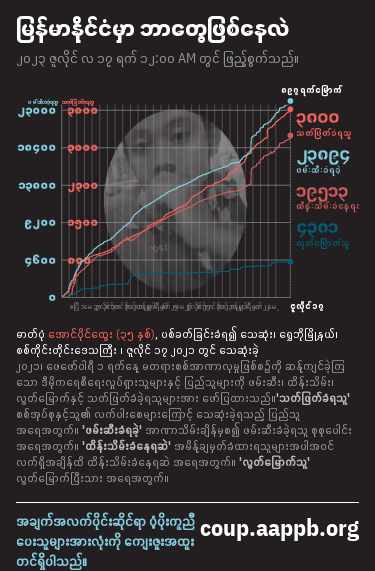 မြန်မာနိုင်ငံမှာ ဘာတွေဖြစ်နေလဲ
၂၀၂၃ ဇူလိုင် လ ၁၇ ရက် ၁၂:၀၀ AM တွင် ဖြည့်စွက်သည်။
၈၉၇ ရက်မြောက်
ဖမ်းဆီးခံရသူ သတ်ဖြတ်ခံရသူ
၂၃၀၀၀
၁၈၄၀၀
၁၃၈၀၀
၉၂၀၀
၄၆၀၀
၀
၃၈၀၀
သတ်ဖြတ်ခံရသူ
၂၃၈၉၄
ဖမ်းဆီးခံရခဲ့
၁၉၅၁၃
ထိန်းသိမ်းခံနေရဆဲ
၄၃၈၁
လွတ်မြောက်သူ
ဇူလိုင်၁၇
ဓာတ်ပုံ အောင်ပိုင်ထွေး (၃၅ နှစ်), ပစ်ခတ်ခြင်းခံရ၍ သေဆုံး၊ ရွှေဘိုမြို့နယ်၊
စစ်ကိုင်းတိုင်းဒေသကြီး ၊ ဇူလိုင် ၁၇ ၂၀၂၁ တွင် သေဆုံးခဲ့
၂၀၂၁၊ ဖေဖော်ဝါရီ ၁ ရက်နေ့ မတရားစစ်အာဏာလုမှုဖြစ်စဉ်ကို ဆန့်ကျင်ခဲ့ကြ
သော ဒီမိုကရေစီရေးလှုပ်ရှားသူများနှင့် ပြည်သူများကို ဖမ်းဆီး၊ ထိန်းသိမ်း၊
လွတ်မြောက်နှင့် သတ်ဖြတ်ခံခဲ့ရသူများအား ဖော်ပြထားသည်။'သတ်ဖြတ်ခံရသူ'
စစ်အုပ်စုနှင့်သူ၏ လက်ပါးစေများကြောင့် သေဆုံးခဲ့ရသည့် ပြည်သူ
အရေအတွက်။ 'ဖမ်းဆီးခံရခဲ့' အာဏာသိမ်းချိန်မှစ၍ ဖမ်းဆီးခံခဲ့ရသူ စုစုပေါင်း
အရေအတွက်။ 'ထိန်းသိမ်းခံနေရဆဲ' အမိန့်ချမှတ်ခံထားရသူများအပါအဝင်
လက်ရှိအချိန်ထိ ထိန်းသိမ်းခံနေရဆဲ အရေအတွက်။ 'လွတ်မြောက်သူ'
လွတ်မြောက်ပြီးသား အရေအတွက်။
အချက်အလက်ပိုင်းဆိုင်ရာ ပံ့ပိုးကူညီ
ပေးသူများအားလုံးကို ကျေးဇူးအထူး
တင်ရှိပါသည်။
coup.aappb.org